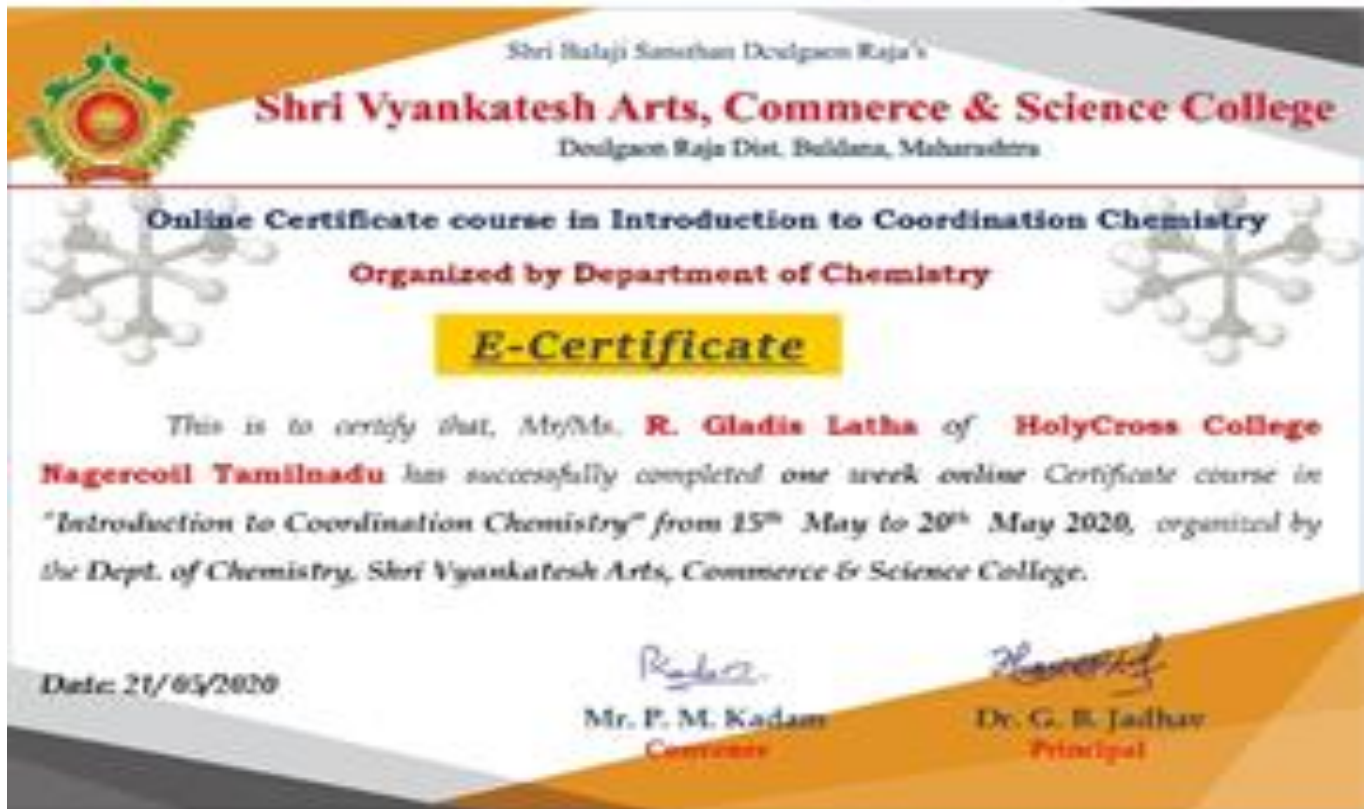 Shri Balaji Sansthan Deulgaon Raja's
Shri Vyankatesh Arts, Commerce & Science College
Deulgaon Raja Dist. Buldana, Maharashtra
Online Certificate course in Introduction to Coordination Chemistry
Organized by Department of Chemistry
E-Certificate
This is to certify that, Mr/Ms. R. Gladis Latha of HolyCross College
Nagercoil Tamilnadu has successfully completed one week online Certificate course in
"Introduction to Coordination Chemistry" from 15th May to 20th May 2020, organized by
the Dept. of Chemistry, Shri Vyankatesh Arts, Commerce & Science College.
Date: 21/05/2020
Mr. P. M. Kadam
Dr. G. B. Jadhav
Convener
Principal